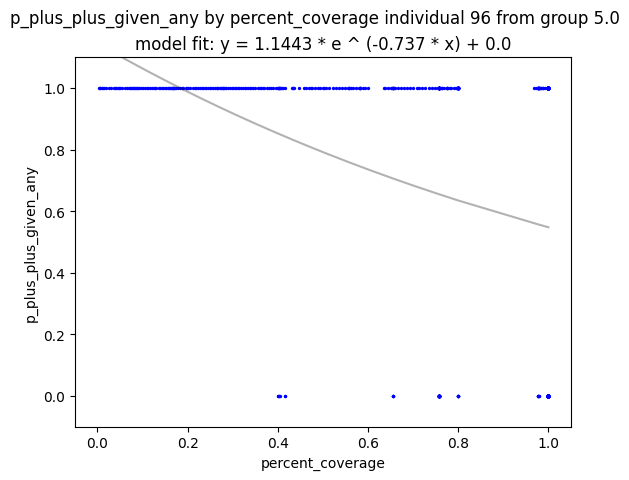 p_plus_plus_given_any by percent_coverage individual 96 from group 5.0
model fit: y = 1.1443 * e ^ (-0.737 * x) + 0.0
1.0
0.8
0.6
0.4
0.2
0.0
p_plus_plus_given_any
0.0 0.2 0.4 0.6 0.8 1.0
percent_coverage